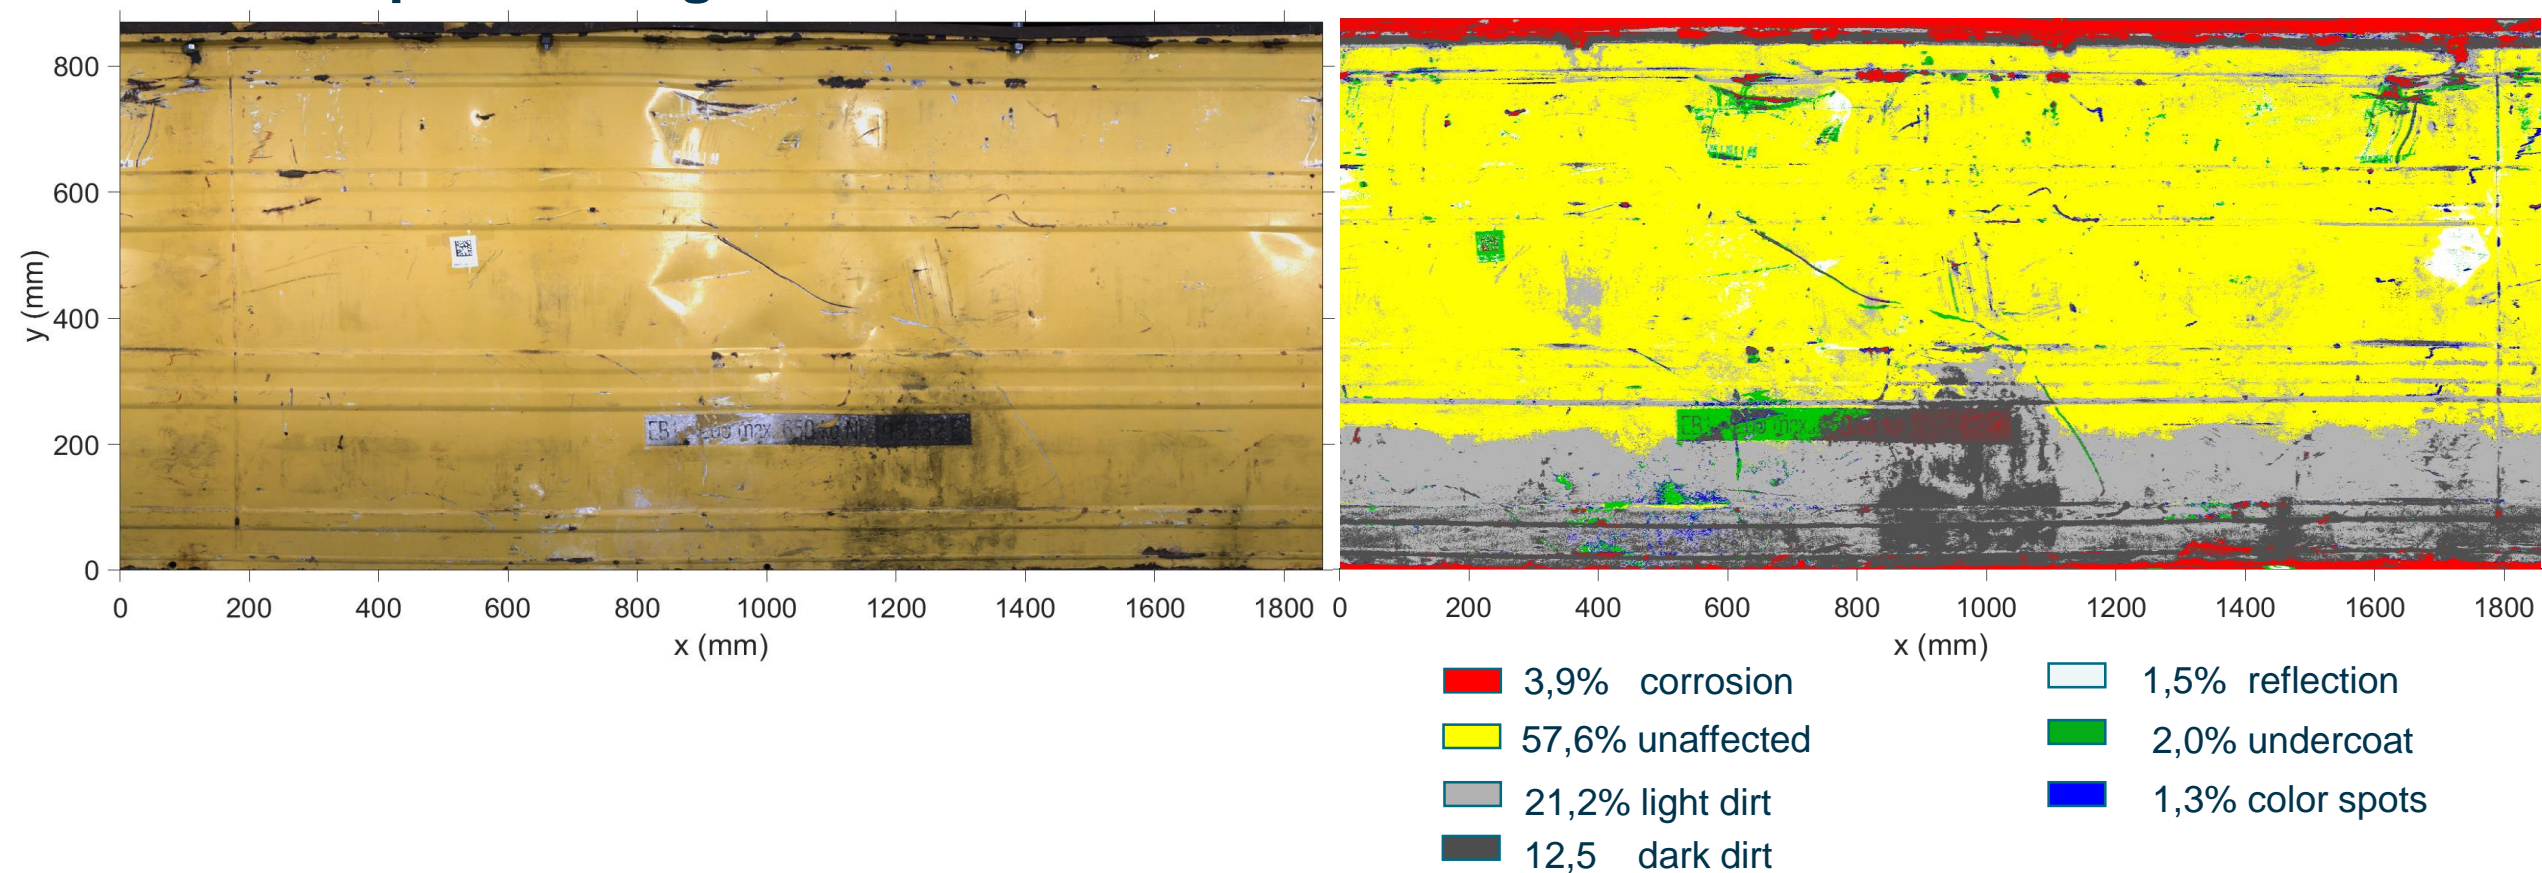 800
600
400
200
0
y (mm)
0 200 400 600 800 1000 1200 1400 1600 1800
x (mm)
0 200 400 600 800 1000 1200 1400 1600 1800
x (mm)
3,9% corrosion
57,6% unaffected
21,2% light dirt
12,5 dark dirt
1,5% reflection
2,0% undercoat
1,3% color spots
max 650